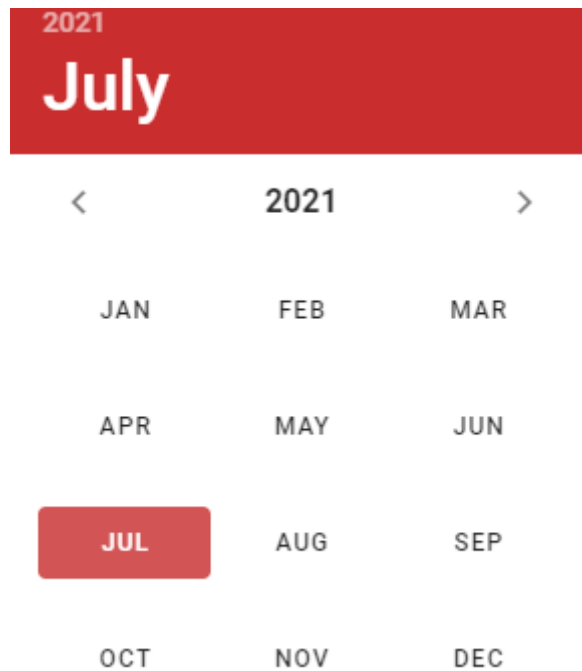 2021
July
2021
JAN FEB MAR
APR MAY JUN
JUL AUG SEP
OCT NOV DEC